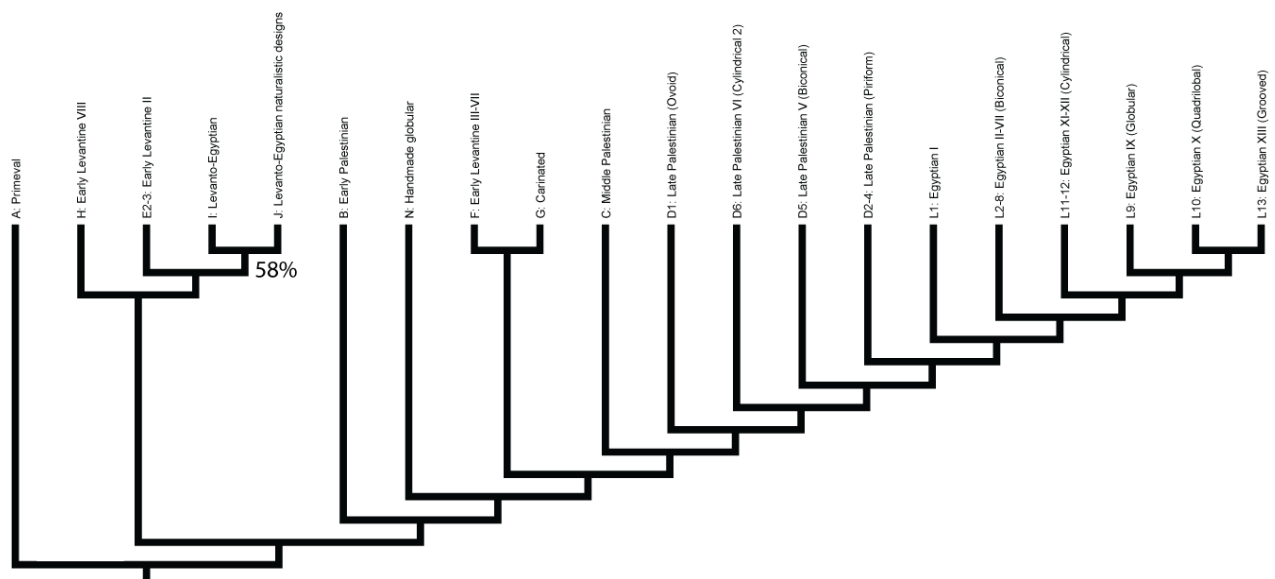 A: Primeval
H: Early Levantine VIII
E2-3: Early Levantine II
I: Levanto-Egyptian
J: Levanto-Egyptian naturalistic designs
B: Early Palestinian
N: Handmade globular
F: Early Levantine III-VII
G: Carinated
C: Middle Palestinian
D1: Late Palestinian (Ovoid)
D6: Late Palestinian VI (Cylindrical 2)
D5: Late Palestinian V (Biconical)
D2-4: Late Palestinian (Piriform)
L1: Egyptian I
L2-8: Egyptian II-VII (Biconical)
L11-12: Egyptian XI-XII (Cylindrical)
L9: Egyptian IX (Globular)
L10: Egyptian X (Quadrilobal)
L13: Egyptian XIII (Grooved)
58%